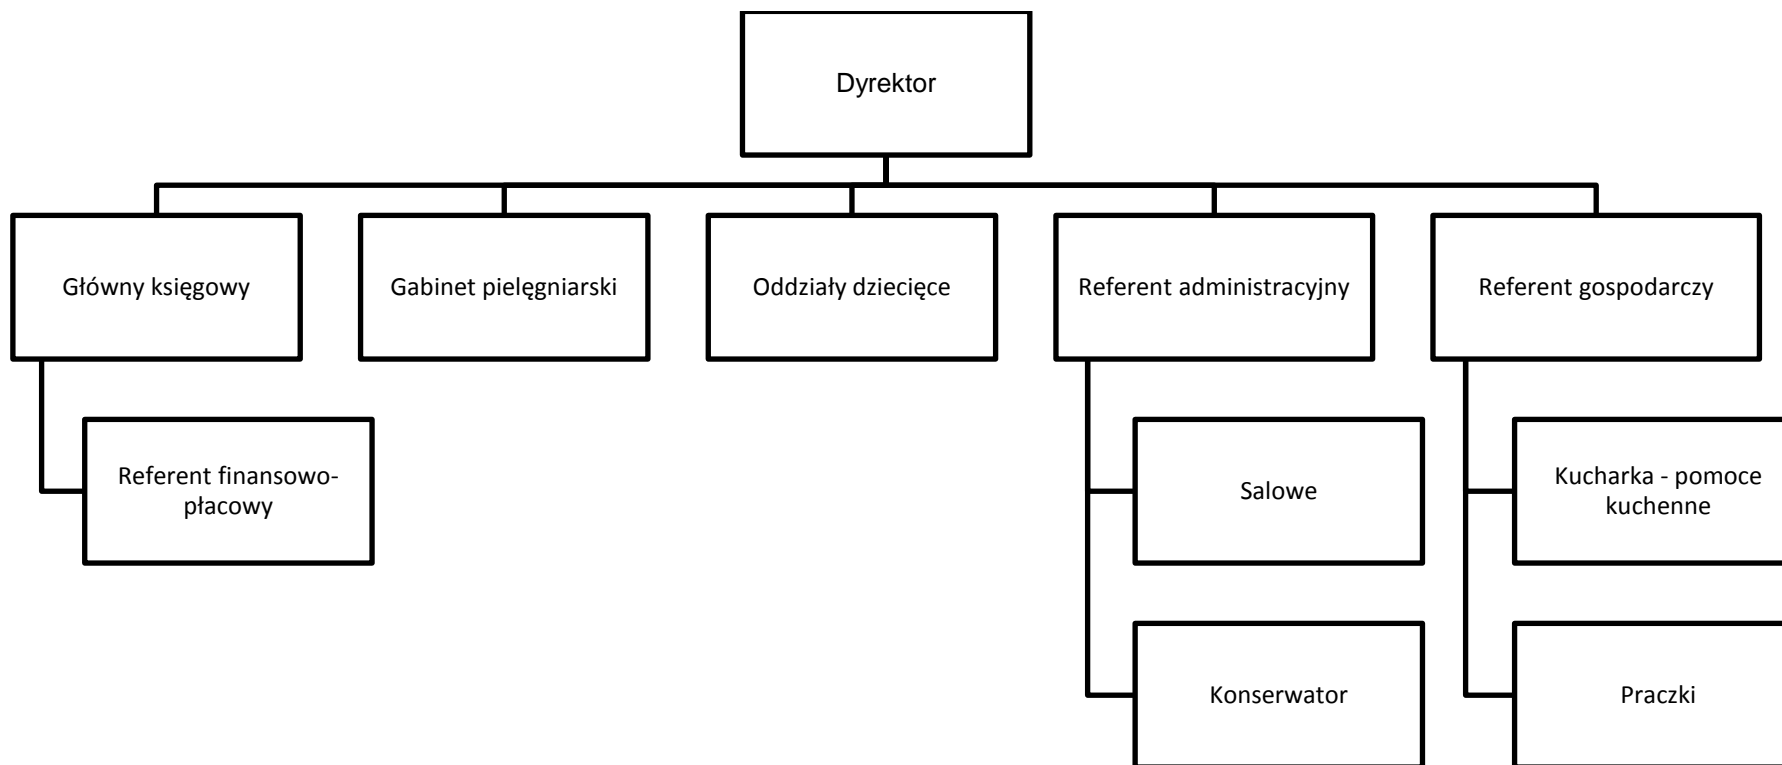 Dyrektor
Główny księgowy
Gabinet pielęgniarski
Oddziały dziecięce
Referent administracyjny
Referent gospodarczy
Referent finansowo-
płacowy
Salowe
Kucharka - pomoce
kuchenne
Konserwator
Praczki